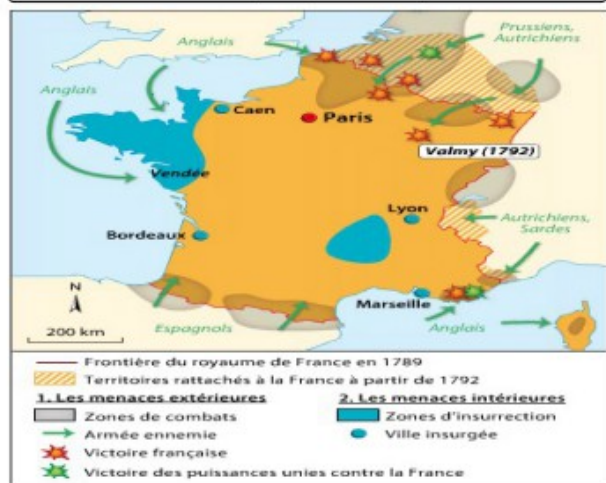 Anglais
Prussiens,
Autrichiens
Anglais
Caen
Paris
Valmy (1792)
Vendée
Lyon
Bordeaux
Autrichiens,
Sardes
N
Marseille
200 km
Espagnols
Anglais
Frontière du royaume de France en 1789
Territoires rattachés à la France à partir de 1792
1. Les menaces extérieures
Zones de combats
Armée ennemie
Victoire française
Victoire des puissances unies contre la France
2. Les menaces intérieures
Zones d'insurrection
Ville insurgée